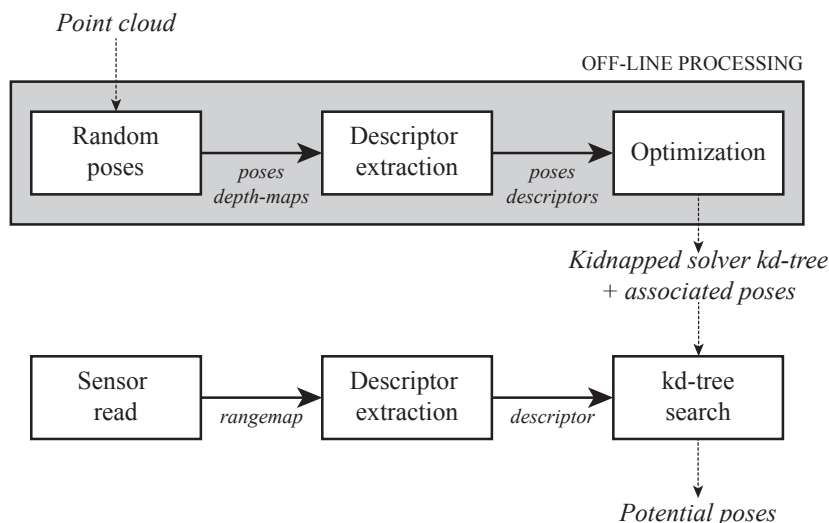 Point cloud
OFF-LINE PROCESSING
Random
poses
poses
depth-maps
Descriptor
extraction
poses
descriptors
Optimization
Kidnapped solver kd-tree
+ associated poses
Sensor
read
rangemap
Descriptor
extraction
descriptor
kd-tree
search
Potential poses